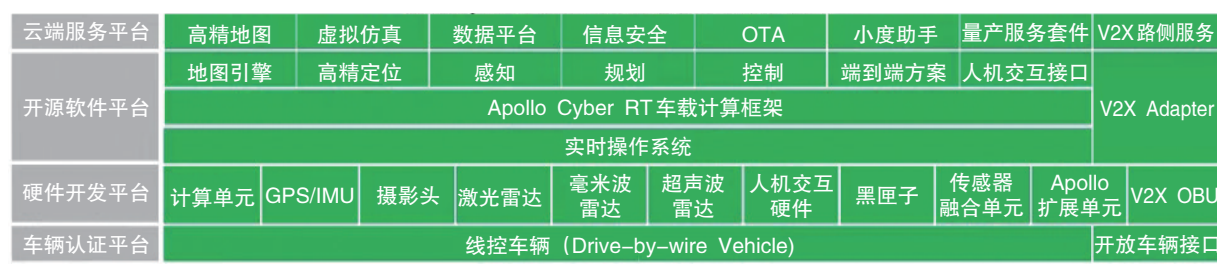 云端服务平台 高精地图 虚拟仿真 数据平台 信息安全 OTA 小度助手 量产服务套件 V2X路侧服务
开源软件平台
地图引擎 高精定位 感知 规划 控制 端到端方案 人机交互接口
Apollo Cyber RT车载计算框架
V2X Adapter
实时操作系统
硬件开发平台
计算单元 GPS/IMU 摄影头 激光雷达
毫米波
雷达
超声波
雷达
人机交互
硬件
黑匣子
传感器
融合单元
Apollo
扩展单元
V2X OBU
车辆认证平台 线控车辆（Drive-by-wire Vehicle) 开放车辆接口